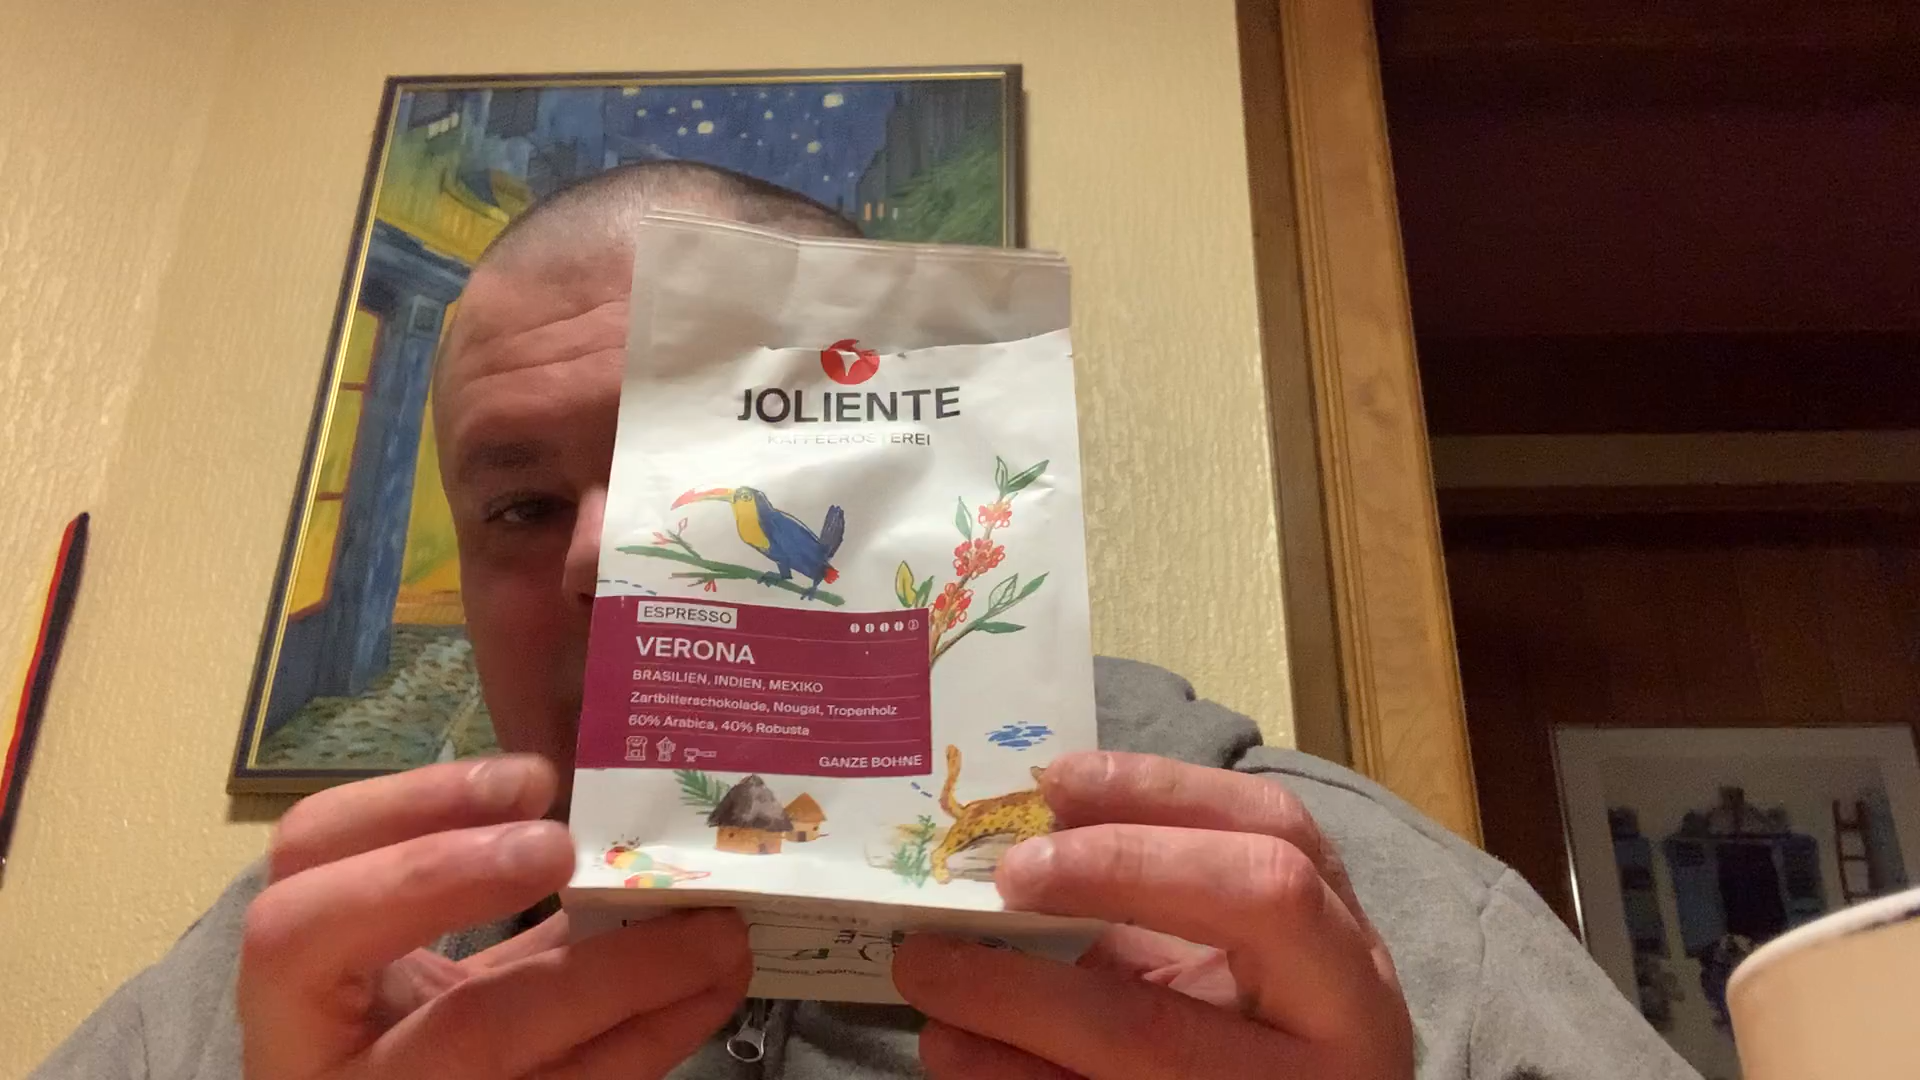 JOLIENTE
KAFFEERÖSTEREI
ESPRESSO
VERONA
BRASILIEN, INDIEN, MEXIKO
Zartbitterschokolade, Nougat, Tropenholz
60% Arabica, 40% Robusta
GANZE BOHNE